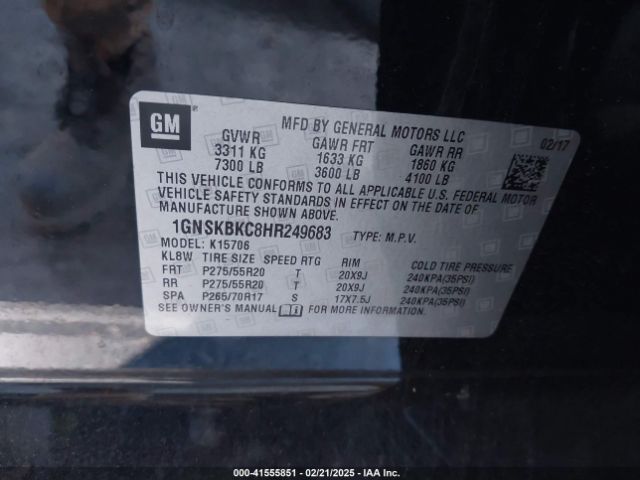 GM
MFD BY GENERAL MOTORS LLC
GVWR GAWR FRT GAWR RR 02/17
3311 KG 1633 KG 1860 KG
7300 LB 3600 LB 4100 LB
THIS VEHICLE CONFORMS TO ALL APPLICABLE U.S. FEDERAL MOTOR
VEHICLE SAFETY STANDARDS IN EFFECT ON THE DATE OF
MANUFACTURE SHOWN ABOVE.
1GNSKBKC8HR249683 TYPE: M.P.V.
MODEL: K15706
KL8W TIRE SIZE SPEED RTG RIM COLD TIRE PRESSURE
FRT P275/55R20 T 20X9J 240KPA(35PSI)
RR P275/55R20 T 20X9J 240KPA(35PSI)
SPA P265/70R17 S 17X7.5J 240KPA(35PSI)
SEE OWNER'S MANUAL FOR MORE INFORMATION.
000-41555851 - 02/21/2025 - IAA Inc.